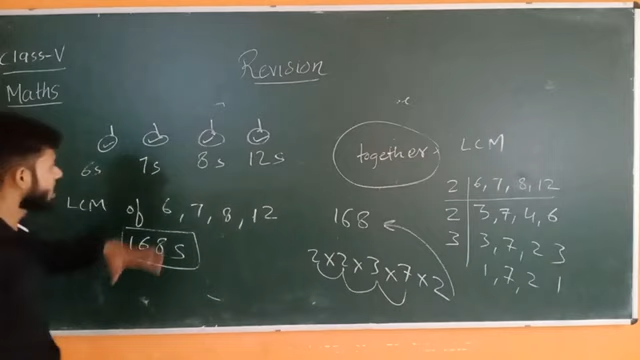 Class-V
Maths
Revision
6s 7s 8s 12s
LCM of 6, 7, 8, 12
168s
together
168
2×2×3×7×2
LCM
2 | 6, 7, 8, 12
2 | 3, 7, 4, 6
3 | 3, 7, 2 3
1, 7, 2 1